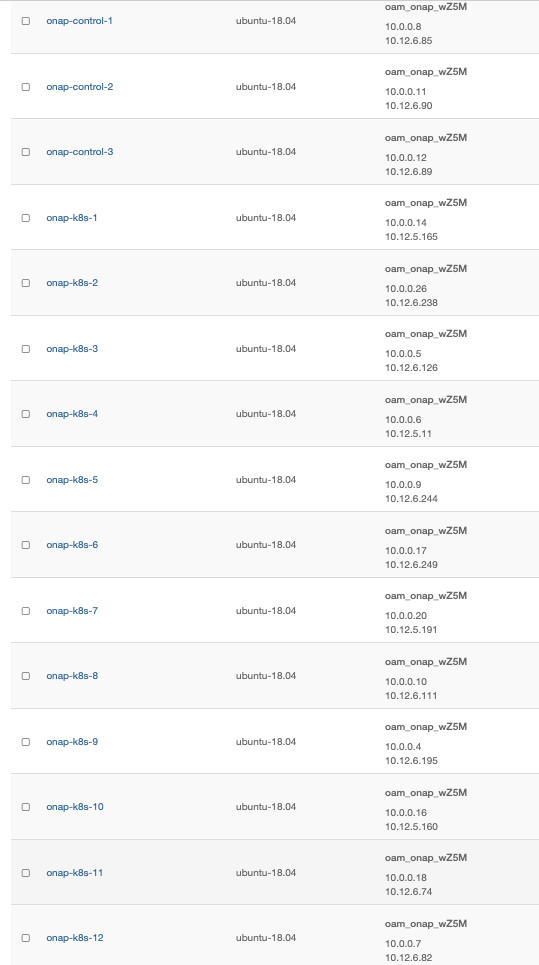 oam_onap_wZ5M
onap-control-1 ubuntu-18.04 10.0.0.8
10.12.6.85
oam_onap_wZ5M
onap-control-2 ubuntu-18.04 10.0.0.11
10.12.6.90
oam_onap_wZ5M
onap-control-3 ubuntu-18.04 10.0.0.12
10.12.6.89
oam_onap_wZ5M
onap-k8s-1 ubuntu-18.04 10.0.0.14
10.12.5.165
oam_onap_wZ5M
onap-k8s-2 ubuntu-18.04 10.0.0.26
10.12.6.238
oam_onap_wZ5M
onap-k8s-3 ubuntu-18.04 10.0.0.5
10.12.6.126
oam_onap_wZ5M
onap-k8s-4 ubuntu-18.04 10.0.0.6
10.12.5.11
oam_onap_wZ5M
onap-k8s-5 ubuntu-18.04 10.0.0.9
10.12.6.244
oam_onap_wZ5M
onap-k8s-6 ubuntu-18.04 10.0.0.17
10.12.6.249
oam_onap_wZ5M
onap-k8s-7 ubuntu-18.04 10.0.0.20
10.12.5.191
oam_onap_wZ5M
onap-k8s-8 ubuntu-18.04 10.0.0.10
10.12.6.111
oam_onap_wZ5M
onap-k8s-9 ubuntu-18.04 10.0.0.4
10.12.6.195
oam_onap_wZ5M
onap-k8s-10 ubuntu-18.04 10.0.0.16
10.12.5.160
oam_onap_wZ5M
onap-k8s-11 ubuntu-18.04 10.0.0.18
10.12.6.74
oam_onap_wZ5M
onap-k8s-12 ubuntu-18.04 10.0.0.7
10.12.6.82